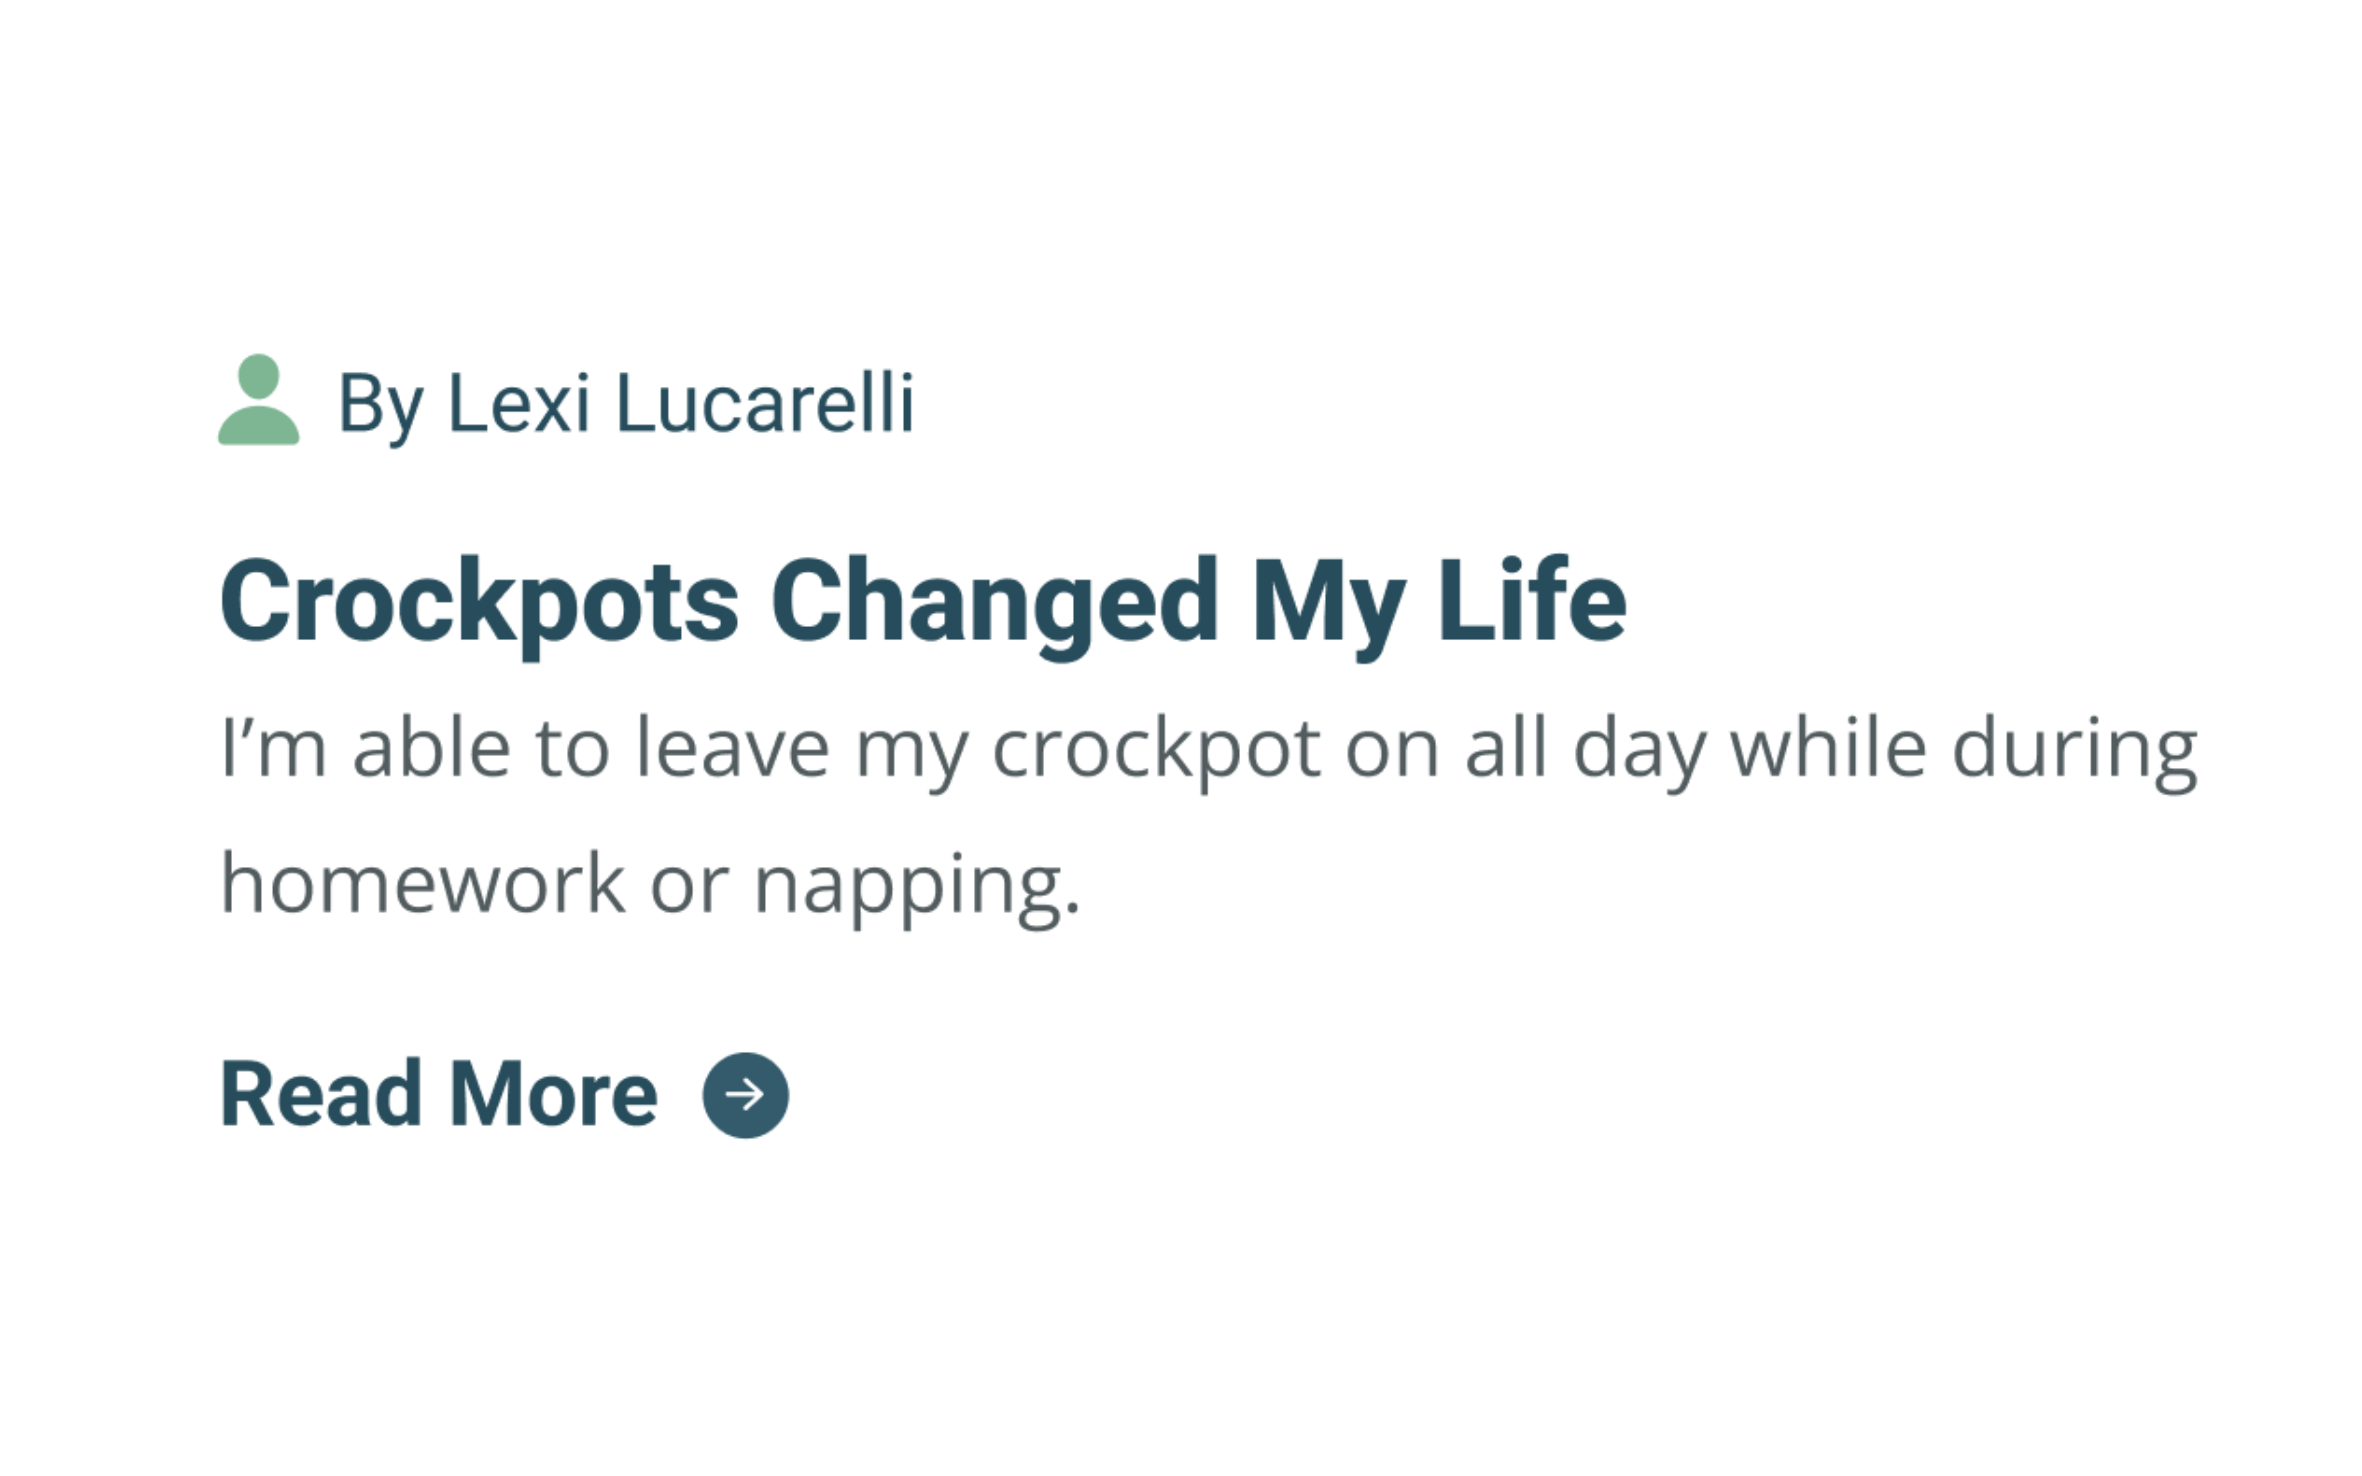 By Lexi Lucarelli
Crockpots Changed My Life
I’m able to leave my crockpot on all day while during
homework or napping.
Read More